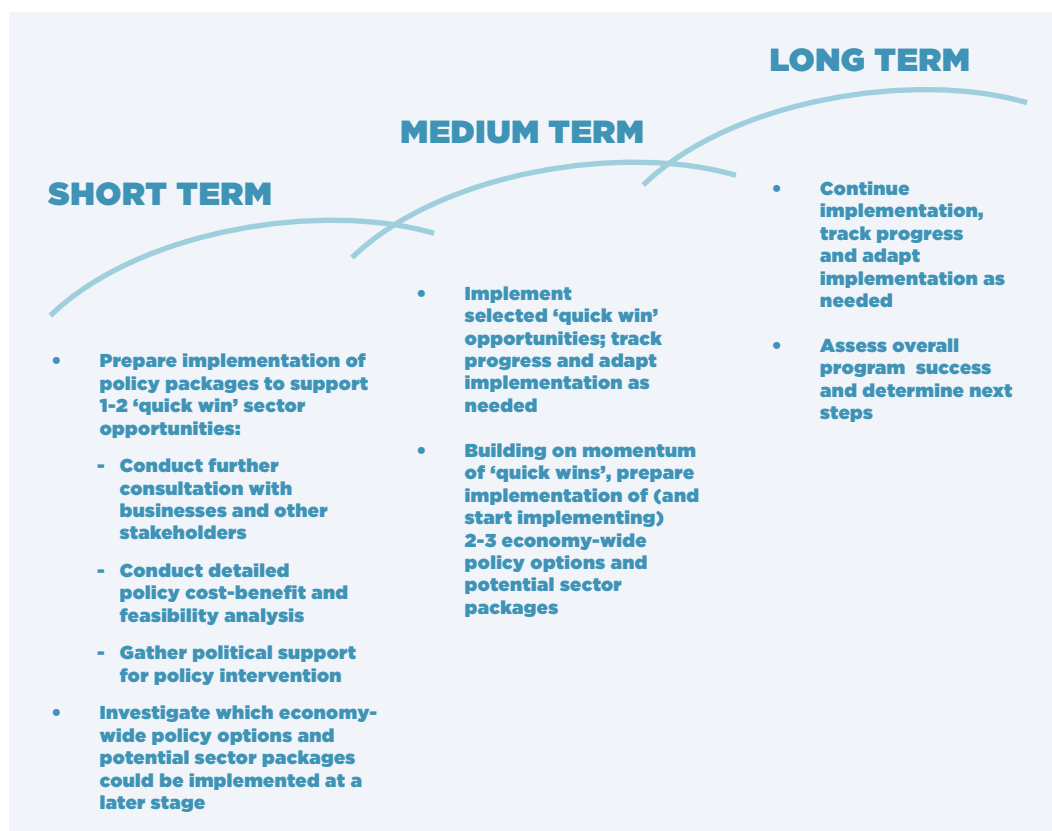 SHORT TERM
• Prepare implementation of
policy packages to support
1-2 ‘quick win’ sector
opportunities:
- Conduct further
consultation with
businesses and other
stakeholders
- Conduct detailed
policy cost-benefit and
feasibility analysis
- Gather political support
for policy intervention
• Investigate which economy-
wide policy options and
potential sector packages
could be implemented at a
later stage
MEDIUM TERM
• Implement
selected ‘quick win’
opportunities; track
progress and adapt
implementation as
needed
• Building on momentum
of ‘quick wins’, prepare
implementation of (and
start implementing)
2-3 economy-wide
policy options and
potential sector
packages
LONG TERM
• Continue
implementation,
track progress
and adapt
implementation as
needed
• Assess overall
program success
and determine next
steps